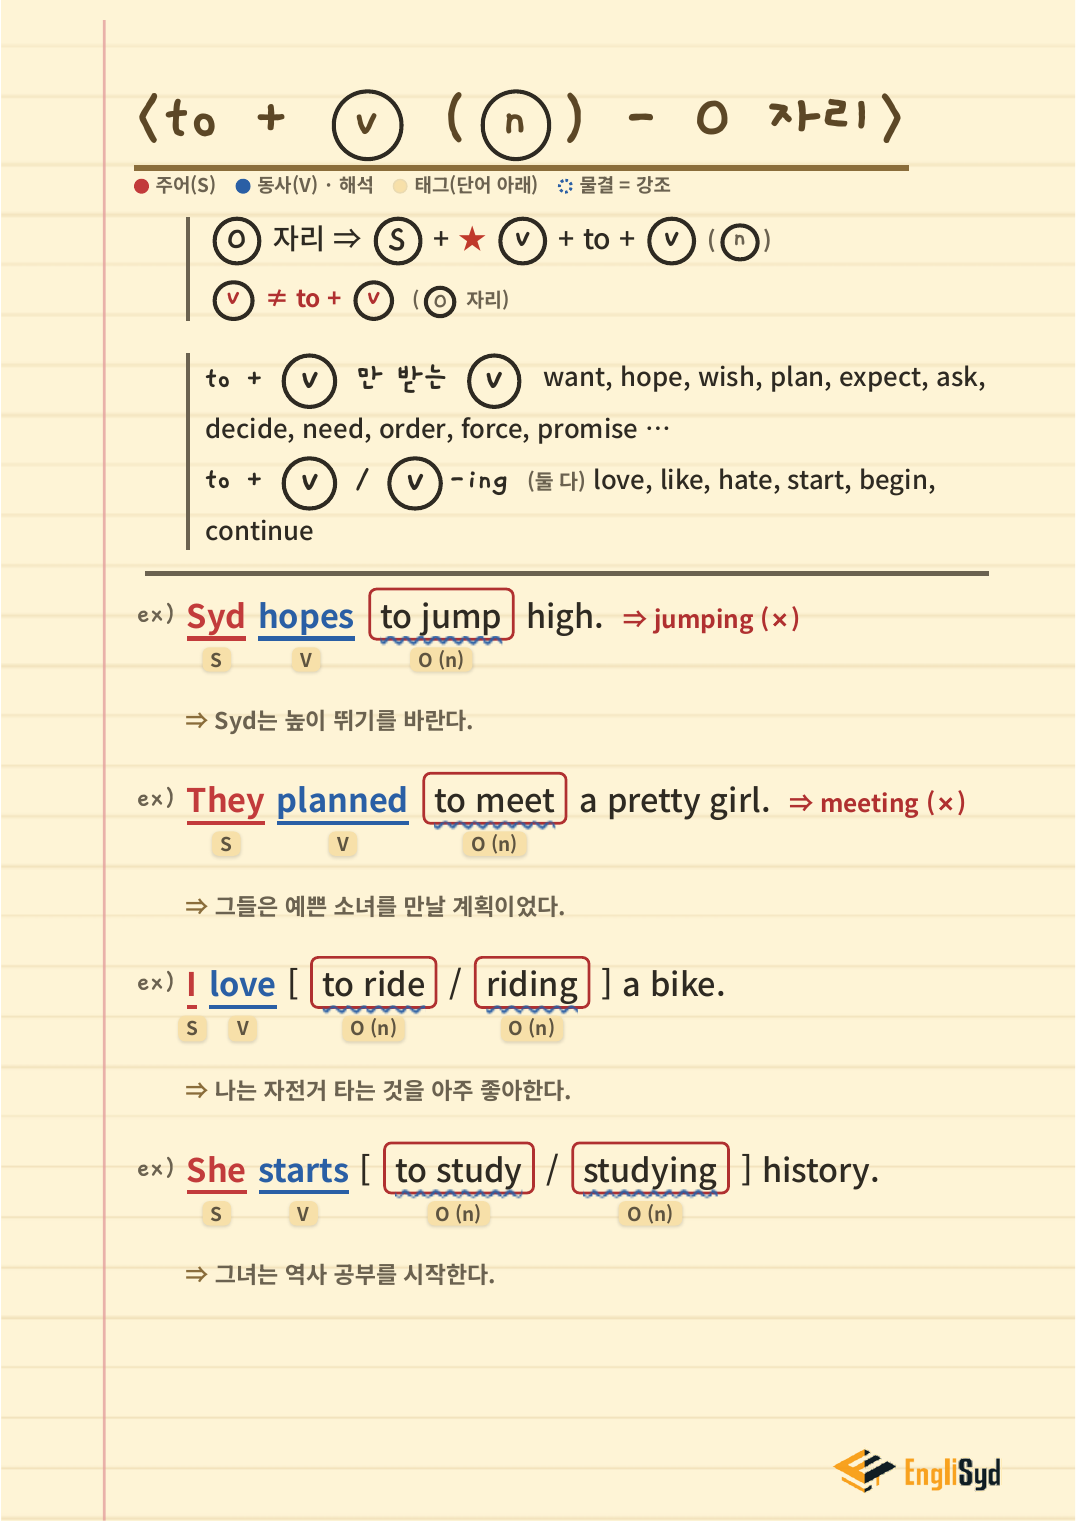 <to + v (n) - O 자리>
주어(S) 동사(V) · 해석 태그(단어 아래) 물결 = 강조
O 자리 ⇒ S + ★ v + to + v (n)
v ≠ to + v (O 자리)
to + v 만 받는 v want, hope, wish, plan, expect, ask,
decide, need, order, force, promise ⋯
to + v / v -ing (둘 다) love, like, hate, start, begin,
continue
ex) Syd hopes to jump high. ⇒ jumping (×)
S V O (n)
⇒ Syd는 높이 뛰기를 바란다.
ex) They planned to meet a pretty girl. ⇒ meeting (×)
S V O (n)
⇒ 그들은 예쁜 소녀를 만날 계획이었다.
ex) I love [ to ride / riding ] a bike.
S V O (n) O (n)
⇒ 나는 자전거 타는 것을 아주 좋아한다.
ex) She starts [ to study / studying ] history.
S V O (n) O (n)
⇒ 그녀는 역사 공부를 시작한다.
EngliSyd